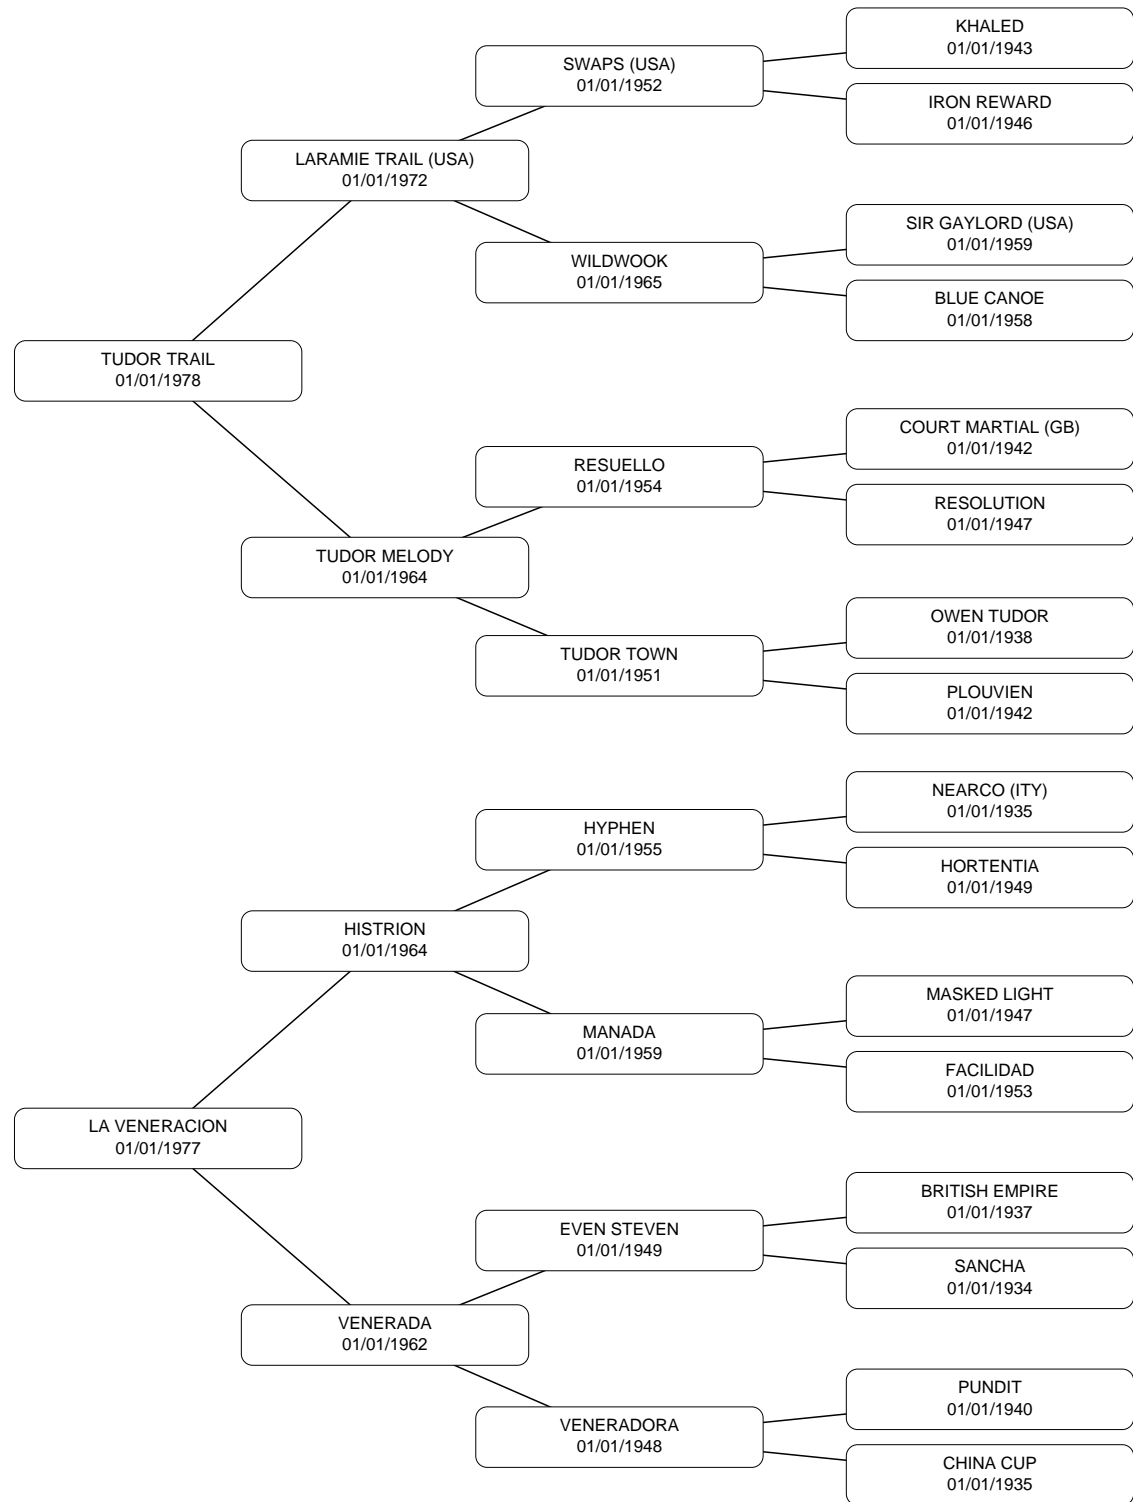 KHALED
01/01/1943
SWAPS (USA)
01/01/1952
IRON REWARD
01/01/1946
LARAMIE TRAIL (USA)
01/01/1972
SIR GAYLORD (USA)
01/01/1959
WILDWOOK
01/01/1965
BLUE CANOE
01/01/1958
TUDOR TRAIL
01/01/1978
COURT MARTIAL (GB)
01/01/1942
RESUELLO
01/01/1954
RESOLUTION
01/01/1947
TUDOR MELODY
01/01/1964
OWEN TUDOR
01/01/1938
TUDOR TOWN
01/01/1951
PLOUVIEN
01/01/1942
NEARCO (ITY)
01/01/1935
HYPHEN
01/01/1955
HORTENTIA
01/01/1949
HISTRION
01/01/1964
MASKED LIGHT
01/01/1947
MANADA
01/01/1959
FACILIDAD
01/01/1953
LA VENERACION
01/01/1977
BRITISH EMPIRE
01/01/1937
EVEN STEVEN
01/01/1949
SANCHA
01/01/1934
VENERADA
01/01/1962
PUNDIT
01/01/1940
VENERADORA
01/01/1948
CHINA CUP
01/01/1935